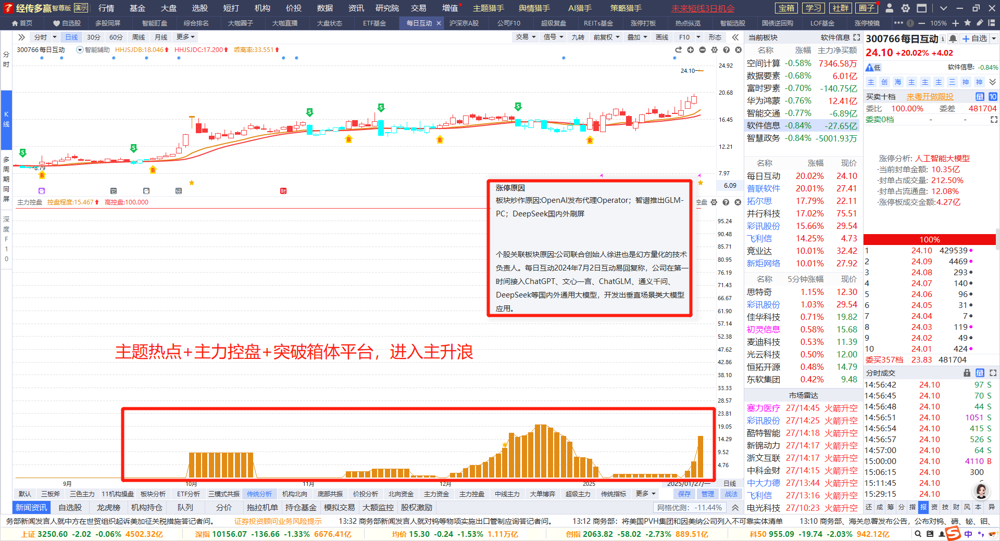 经传多赢 智尊版 演示 行情 基金 大盘 选股 短打 机构 价投 数据 资讯 研究院 交易 增值 主题猎手 舆情猎手 AI猎手 策略猎手 未来短线3日机会 宝箱 学习 社群 圈子
首页 自选股 多股同屏 智能盯盘 综合排名 大咖圈子 大咖直播 大盘状态 ETF基金 每日互动 沪深京A股 公司F10 超级复盘 REITs基金 涨停打板 热点纵览 智能选股 国债逆回购 LOF基金 涨停棱镜 105%
分时 日线 30分 60分 周线 月线 更多 交易 信号 九转 前复权 叠加 画线 F10 形态
300766 每日互动 智能辅助 HHJSJDB:18.046 HHJSJDC:17.200 乖离率:33.551
分时
K线
多周期同屏
深度F10
24.92
24.10
20.68
16.45
12.21
8.79
7.97
6.09
主力控盘 控盘程度:15.467 高控盘:100.000
控盘
涨停原因
板块炒作原因:OpenAI发布代理Operator；智谱推出GLM-
PC；DeepSeek国内外刷屏
个股关联板块原因:公司联合创始人徐进也是幻方量化的技术
负责人。每日互动2024年7月2日互动易回复称，公司在第一
时间接入ChatGPT、文心一言、ChatGLM、通义千问、
DeepSeek等国内外通用大模型，开发出垂直场景类大模型
应用。
主题热点+主力控盘+突破箱体平台，进入主升浪
95.24
90.48
85.71
80.95
76.19
71.43
66.67
61.90
57.14
52.38
47.62
42.86
38.10
33.33
28.57
23.81
19.05
14.29
9.52
4.76
9月 10月 11月 12月 2025 2025/01/27/一 日线
默认 三板斧 三色主力 11机构操盘 板块分析 ETF分析 三模式共振 传统分析 机构北向 底部共振 价投分析 北向资金 主力资金 主力控盘 中线主力 大单博弈 超级主力 传统指标 更多 保存 管理 战法
新闻资讯 自选股 龙虎榜 机构持仓 队列 分价 拖拉机单 持仓基金 模拟交易 大额监控 股权激励 网格优测： -11.44%
当前板块 软件信息
名称 涨幅 主力净买额
空间计算 -0.58% 7346.58万
数据要素 -0.68% 6.01亿
富时罗素 -0.70% -140.75亿
华为鸿蒙 -0.76% 12.41亿
智能交通 -0.77% -6.89亿
软件信息 -0.84% -27.65亿
智慧政务 -0.84% -5001.93万
名称 涨幅 现价
每日互动 20.02% 24.10
普联软件 20.01% 27.41
拓尔思 17.79% 22.11
并行科技 17.02% 75.51
彩讯股份 15.66% 29.54
飞利信 14.25% 4.73
竞业达 10.01% 32.42
新炬网络 10.01% 27.92
名称 5分钟涨幅 现价
思特奇 1.15% 12.30
彩讯股份 1.03% 29.54
佳华科技 0.71% 19.82
初灵信息 0.58% 15.68
麦迪科技 0.53% 11.39
光云科技 0.50% 12.00
恒拓开源 0.48% 14.79
东软集团 0.42% 9.48
市场雷达
塞力医疗 27/14:45 火箭升空
彩讯股份 27/14:25 火箭升空
酷特智能 27/14:18 火箭升空
新锦动力 27/14:17 火箭升空
浙文互联 27/14:17 火箭升空
中科金财 27/14:15 火箭升空
中大力德 27/13:44 火箭升空
飞利信 27/13:16 火箭升空
电光科技 27/10:23 火箭升空
300766 每日互动 自选
24.10 +20.02% +4.02
低 软件信息: -0.84%
主 创 海 主 主 主 三 神 神
买卖十档 来粤开做跟投 量 10
委比 100.00% 委差 481704
委卖0档 - -
涨停分析: 人工智能大模型
·当前封单金额: 10.35亿
·封单占成交量: 212.50%
·封单占流通盘: 12.08%
·涨停板成交金额:4.27亿
100%
1 24.10 429539
2 24.09 4469
3 24.08 293
4 24.07 140
5 24.06 96
6 24.05 31
7 24.04 7
8 24.03 119
9 24.02 49
10 24.01 424
委买357档 23.83 481704
分时成交 量
14:56:42 24.10 97 S
14:56:45 24.10 70 S
14:56:48 24.10 44 S
14:56:51 24.10 1051 S
14:56:54 24.10 415 S
14:56:57 24.10 526 S
14:57:00 24.10 64 S
15:00:00 24.10 4110 B
15:06:15 24.10 300
15:11:45 24.10
15:29:15 24.10
还 成 筹 分 指 报 资 技 财 风 本 异
务部新闻发言人就中方在世贸组织起诉美加征关税措施答记者问。 证券投资顾问业务风险提示 13:32 商务部新闻发言人就对钨等物项实施出口管制应询答记者问。 13:12 商务部：将美国PVH集团和因美纳公司列入不可靠实体清单 13:10 商务部、海关总署发布公告，公布对钨、碲、铋、钼、
上证 3250.60 -2.02 -0.06% 4502.32亿 深指 10156.07 -136.66 -1.33% 6676.41亿 均价 15.30 -0.24 -1.53% 1.11万亿 创指 2063.82 -58.02 -2.73% 889.51亿 科50 955.09 -19.74 -2.03% 942.12亿 中